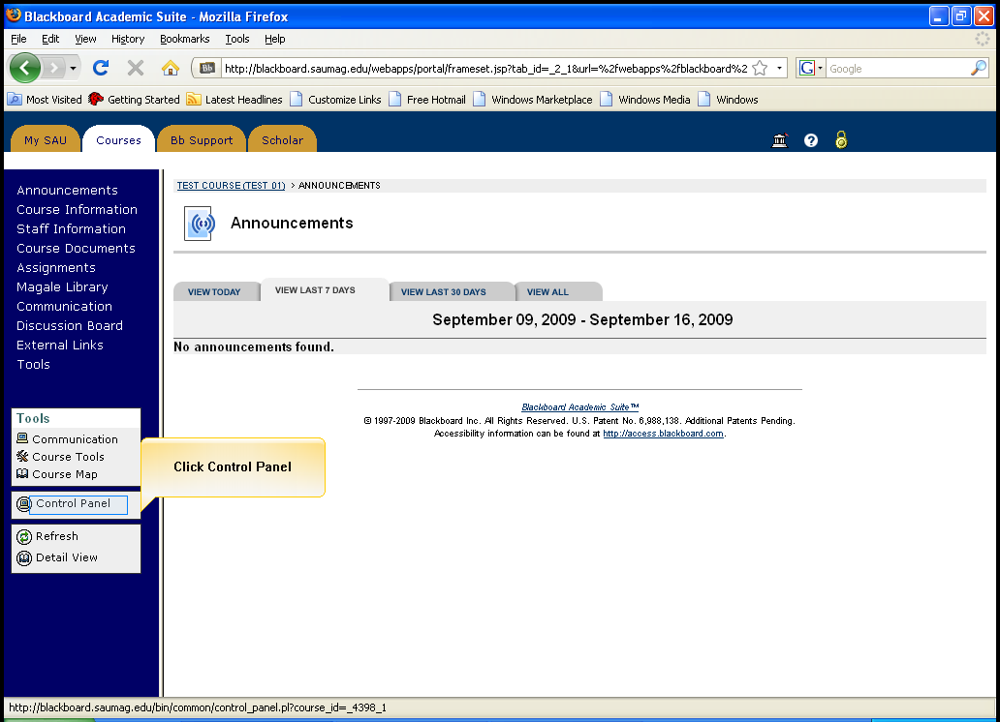 Blackboard Academic Suite - Mozilla Firefox
File Edit View History Bookmarks Tools Help
Bb http://blackboard.saumag.edu/webapps/portal/frameset.jsp?tab_id=_2_1&url=%2fwebapps%2fblackboard%2 G Google
Most Visited Getting Started Latest Headlines Customize Links Free Hotmail Windows Marketplace Windows Media Windows
My SAU Courses Bb Support Scholar ?
Announcements
Course Information
Staff Information
Course Documents
Assignments
Magale Library
Communication
Discussion Board
External Links
Tools
Tools
Communication
Course Tools
Course Map
Control Panel
Refresh
Detail View
Click Control Panel
TEST COURSE (TEST_01) > ANNOUNCEMENTS
Announcements
VIEW TODAY VIEW LAST 7 DAYS VIEW LAST 30 DAYS VIEW ALL
September 09, 2009 - September 16, 2009
No announcements found.
Blackboard Academic Suite™
© 1997-2009 Blackboard Inc. All Rights Reserved. U.S. Patent No. 6,988,138. Additional Patents Pending.
Accessibility information can be found at http://access.blackboard.com.
http://blackboard.saumag.edu/bin/common/control_panel.pl?course_id=_4398_1